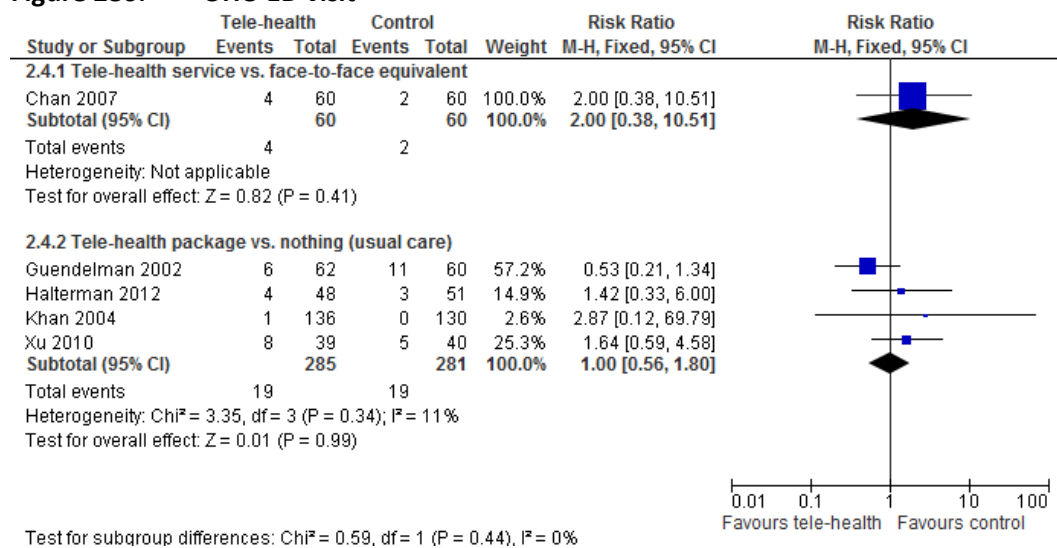 Tele-health Control Risk Ratio Risk Ratio
Study or Subgroup Events Total Events Total Weight M-H, Fixed, 95% CI M-H, Fixed, 95% CI
2.4.1 Tele-health service vs. face-to-face equivalent
Chan 2007 4 60 2 60 100.0% 2.00 [0.38, 10.51]
Subtotal (95% CI) 60 60 100.0% 2.00 [0.38, 10.51]
Total events 4 2
Heterogeneity: Not applicable
Test for overall effect: Z = 0.82 (P = 0.41)
2.4.2 Tele-health package vs. nothing (usual care)
Guendelman 2002 6 62 11 60 57.2% 0.53 [0.21, 1.34]
Halterman 2012 4 48 3 51 14.9% 1.42 [0.33, 6.00]
Khan 2004 1 136 0 130 2.6% 2.87 [0.12, 69.79]
Xu 2010 8 39 5 40 25.3% 1.64 [0.59, 4.58]
Subtotal (95% CI) 285 281 100.0% 1.00 [0.56, 1.80]
Total events 19 19
Heterogeneity: Chi² = 3.35, df = 3 (P = 0.34); I² = 11%
Test for overall effect: Z = 0.01 (P = 0.99)
0.01 0.1 1 10 100
Favours tele-health Favours control
Test for subgroup differences: Chi² = 0.59, df = 1 (P = 0.44), I² = 0%